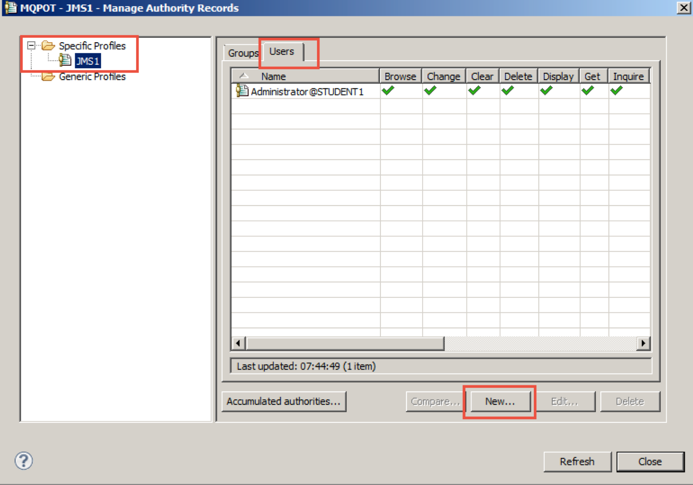 MQPOT - JMS1 - Manage Authority Records
Specific Profiles
JMS1
Generic Profiles
Groups Users
Name Browse Change Clear Delete Display Get Inquire
Administrator@STUDENT1
Last updated: 07:44:49 (1 item)
Accumulated authorities... Compare... New... Edit... Delete
? Refresh Close